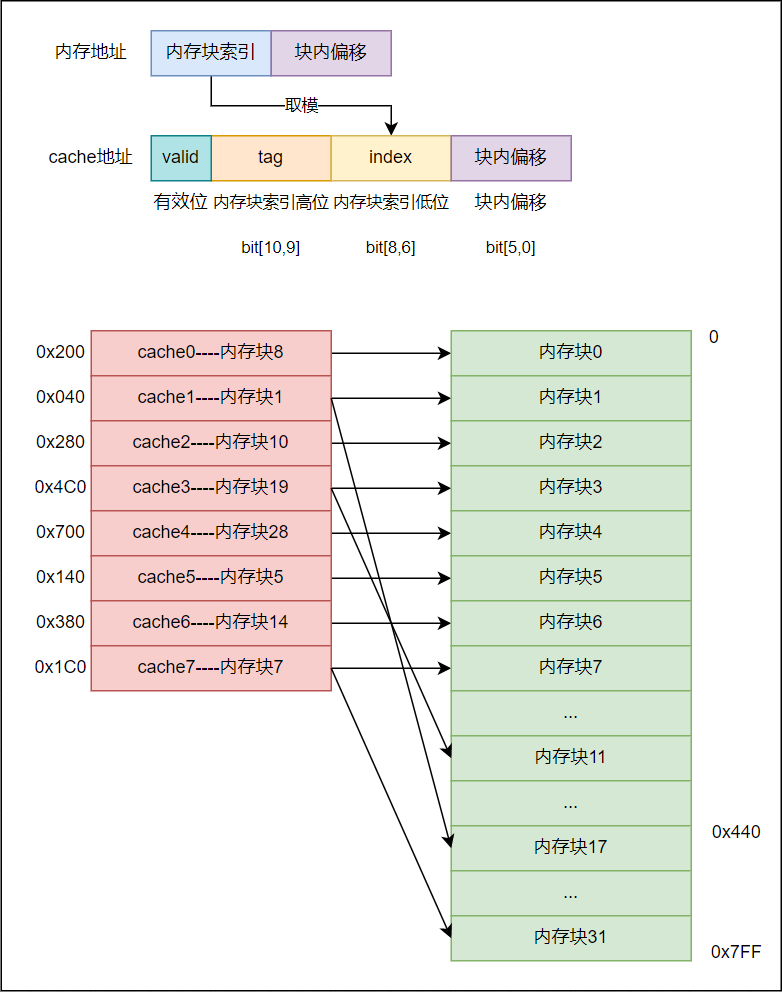 内存地址 内存块索引 块内偏移
取模
cache地址 valid tag index 块内偏移
有效位 内存块索引高位 内存块索引低位 块内偏移
bit[10,9] bit[8,6] bit[5,0]
0x200 cache0----内存块8 内存块0 0
0x040 cache1----内存块1 内存块1
0x280 cache2----内存块10 内存块2
0x4C0 cache3----内存块19 内存块3
0x700 cache4----内存块28 内存块4
0x140 cache5----内存块5 内存块5
0x380 cache6----内存块14 内存块6
0x1C0 cache7----内存块7 内存块7
...
内存块11
...
内存块17 0x440
...
内存块31 0x7FF